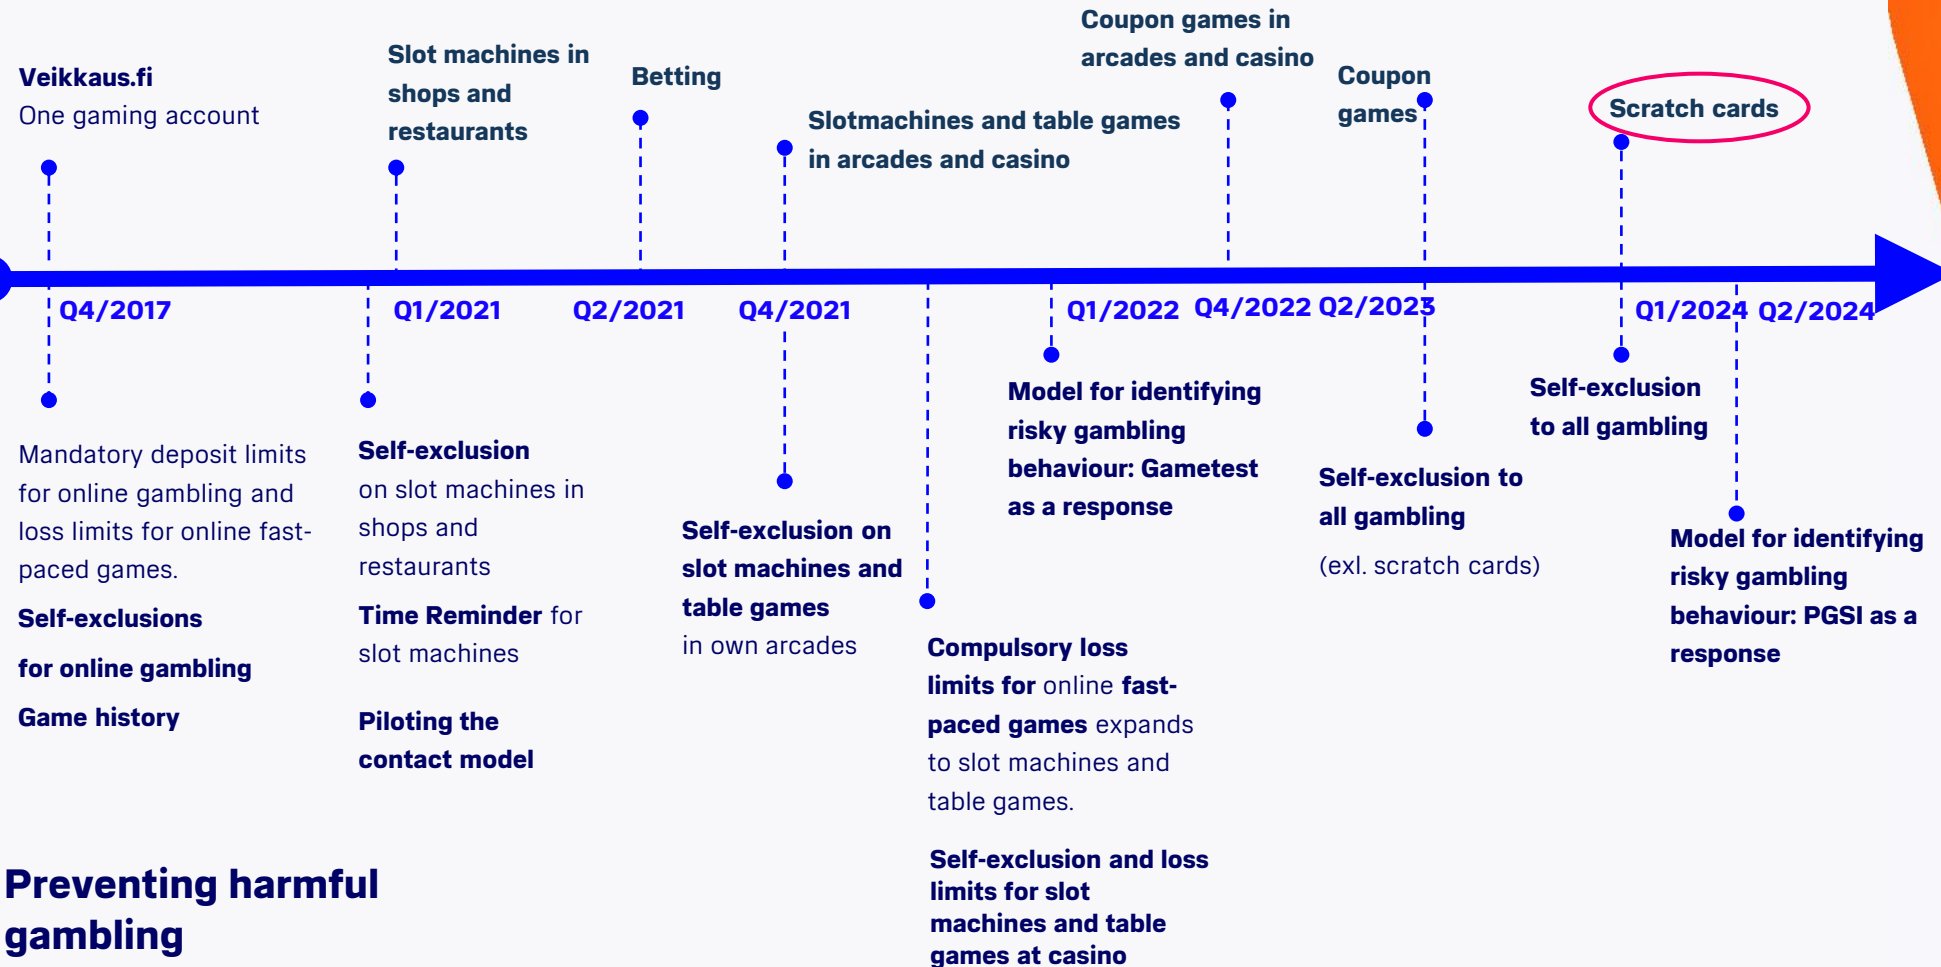 Veikkaus.fi
One gaming account
Slot machines in
shops and
restaurants
Betting
Slotmachines and table games
in arcades and casino
Coupon games in
arcades and casino
Coupon
games
Scratch cards
Q4/2017
Q1/2021
Q2/2021
Q4/2021
Q1/2022
Q4/2022
Q2/2023
Q1/2024
Q2/2024
Mandatory deposit limits
for online gambling and
loss limits for online fast-
paced games.
Self-exclusions
for online gambling
Game history
Self-exclusion
on slot machines in
shops and
restaurants
Time Reminder for
slot machines
Piloting the
contact model
Self-exclusion on
slot machines and
table games
in own arcades
Compulsory loss
limits for online fast-
paced games expands
to slot machines and
table games.
Self-exclusion and loss
limits for slot
machines and table
games at casino
Model for identifying
risky gambling
behaviour: Gametest
as a response
Self-exclusion to
all gambling
(exl. scratch cards)
Self-exclusion
to all gambling
Model for identifying
risky gambling
behaviour: PGSI as a
response
Preventing harmful
gambling